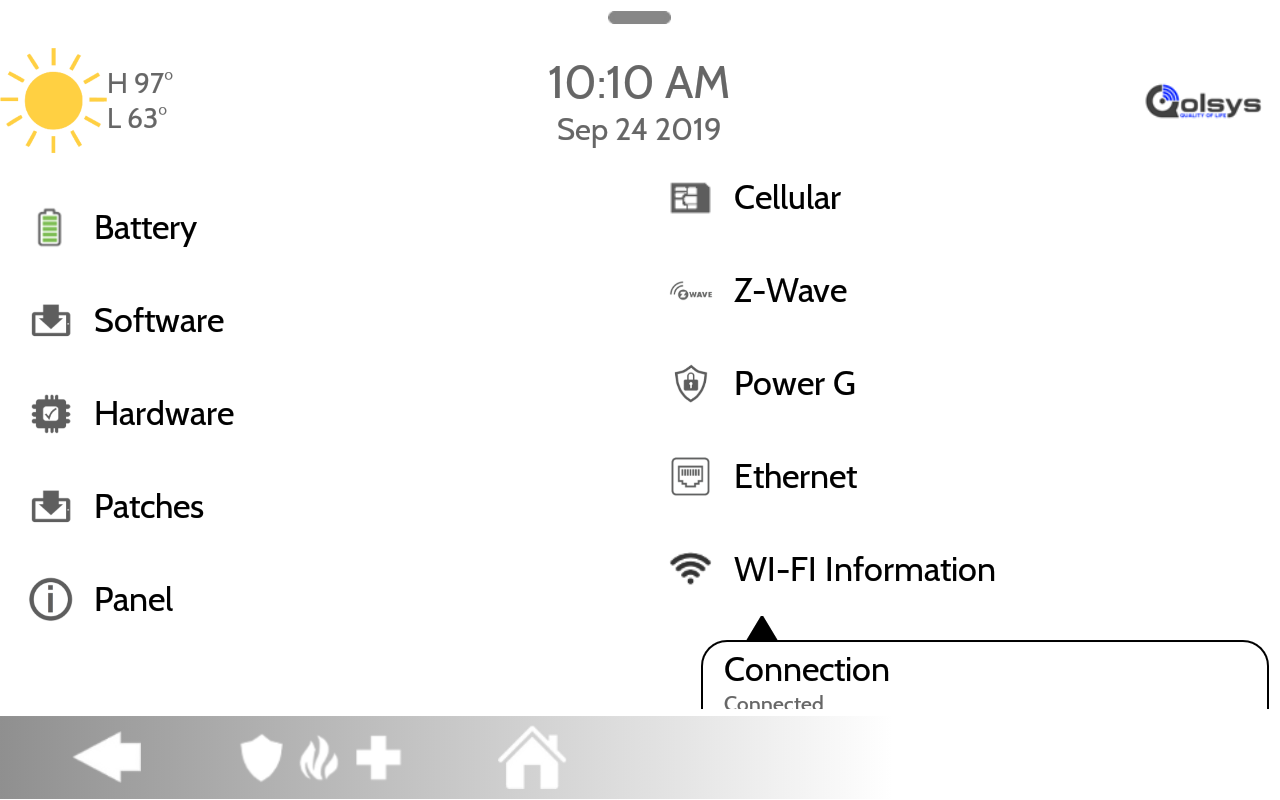 H 97°
L 63°
10:10 AM
Sep 24 2019
Qolsys
QUALITY OF LIFE
Battery
Software
Hardware
Patches
Panel
Cellular
Z-Wave
Z WAVE
Power G
Ethernet
WI-FI Information
Connection
Connected